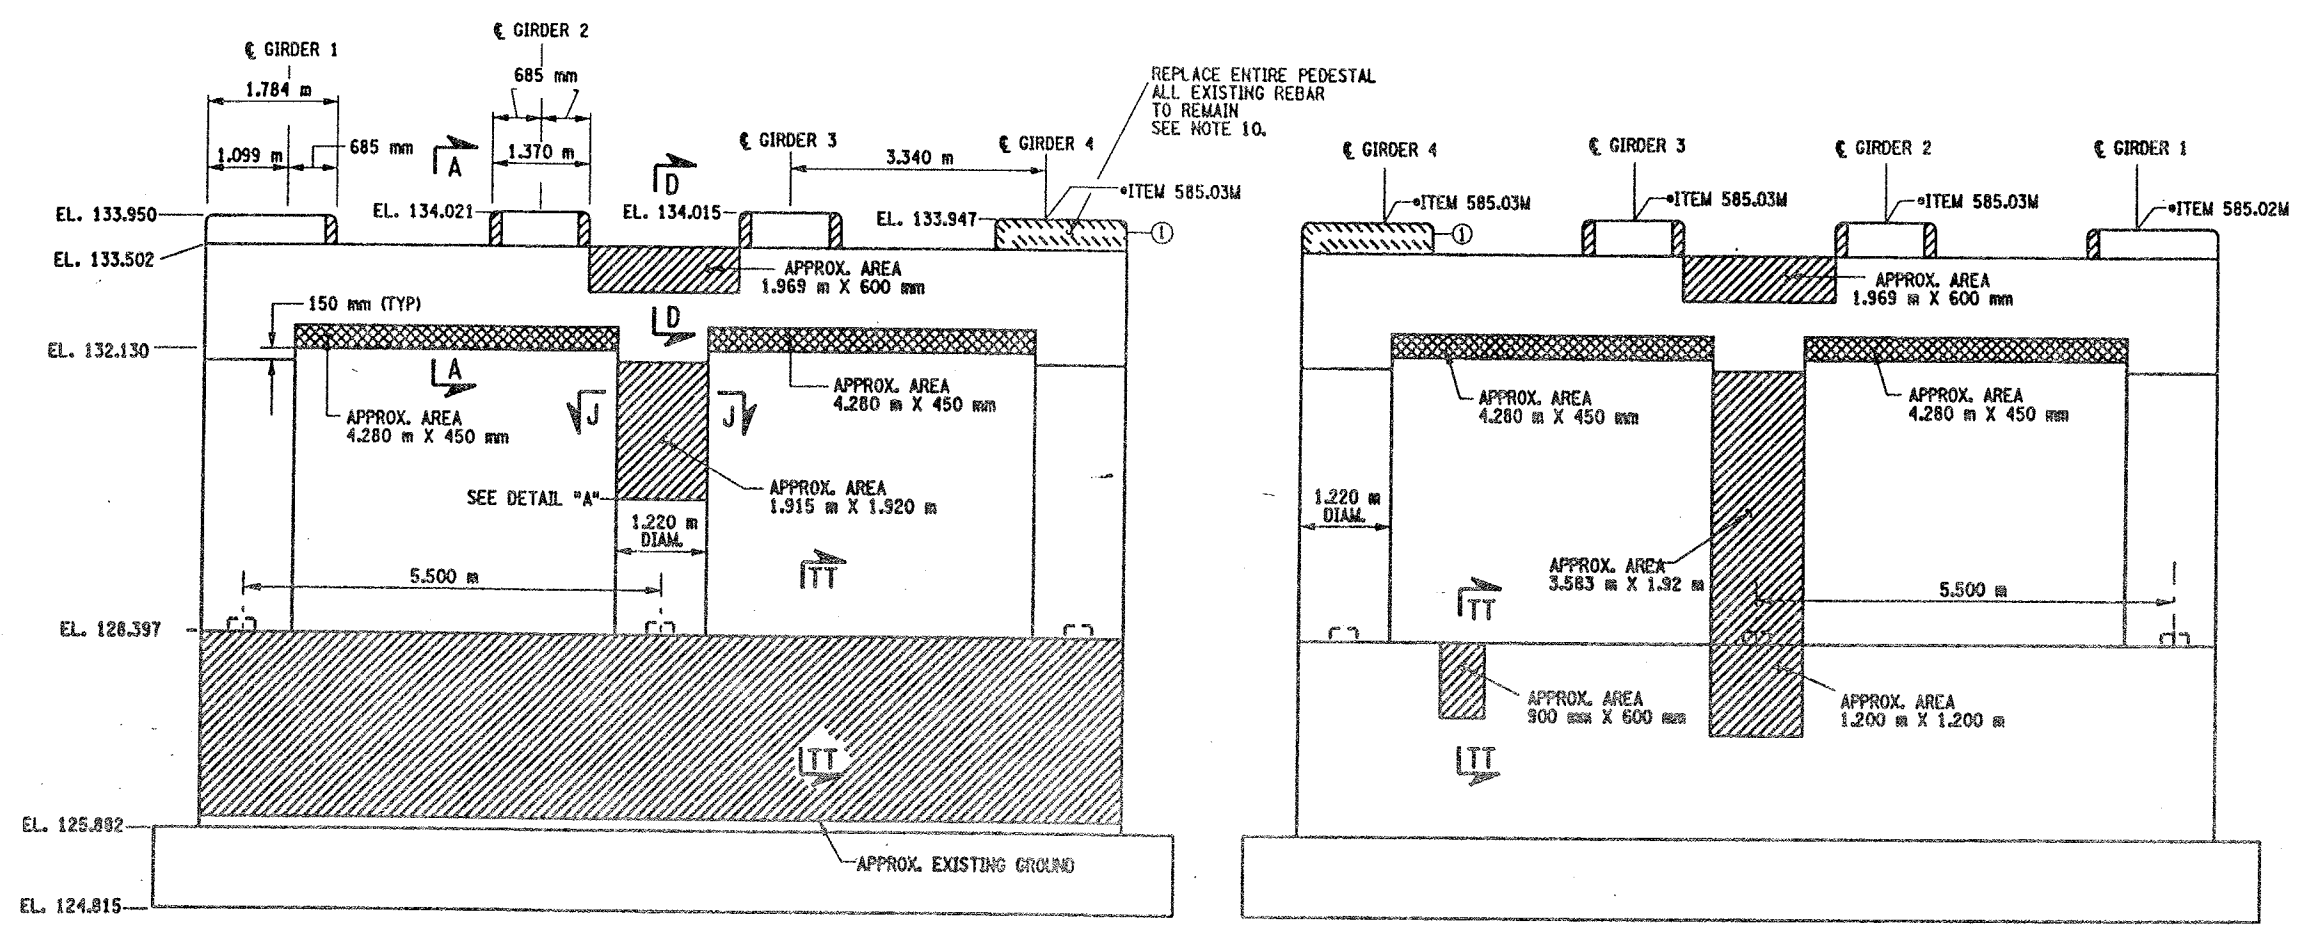 ℄ GIRDER 1
1.784 m
1.099 m
685 mm
℄ GIRDER 2
685 mm
1.370 m
A
D
℄ GIRDER 3
3.340 m
℄ GIRDER 4
REPLACE ENTIRE PEDESTAL
ALL EXISTING REBAR
TO REMAIN
SEE NOTE 10.
•ITEM 585.03M
EL. 133.950
EL. 134.021
EL. 134.015
EL. 133.947
1
EL. 133.502
APPROX. AREA
1.969 m X 600 mm
150 mm (TYP)
D
EL. 132.130
A
APPROX. AREA
4.280 m X 450 mm
J
J
APPROX. AREA
4.280 m X 450 mm
SEE DETAIL "A"
APPROX. AREA
1.915 m X 1.920 m
1.220 m
DIAM.
5.500 m
TT
EL. 128.397
TT
EL. 125.882
APPROX. EXISTING GROUND
EL. 124.815
℄ GIRDER 4
℄ GIRDER 3
℄ GIRDER 2
℄ GIRDER 1
•ITEM 585.03M
•ITEM 585.03M
•ITEM 585.03M
•ITEM 585.02M
1
APPROX. AREA
1.969 m X 600 mm
APPROX. AREA
4.280 m X 450 mm
APPROX. AREA
4.280 m X 450 mm
1.220 m
DIAM.
APPROX. AREA
3.583 m X 1.92 m
5.500 m
TT
APPROX. AREA
900 mm X 600 mm
APPROX. AREA
1.200 m X 1.200 m
TT